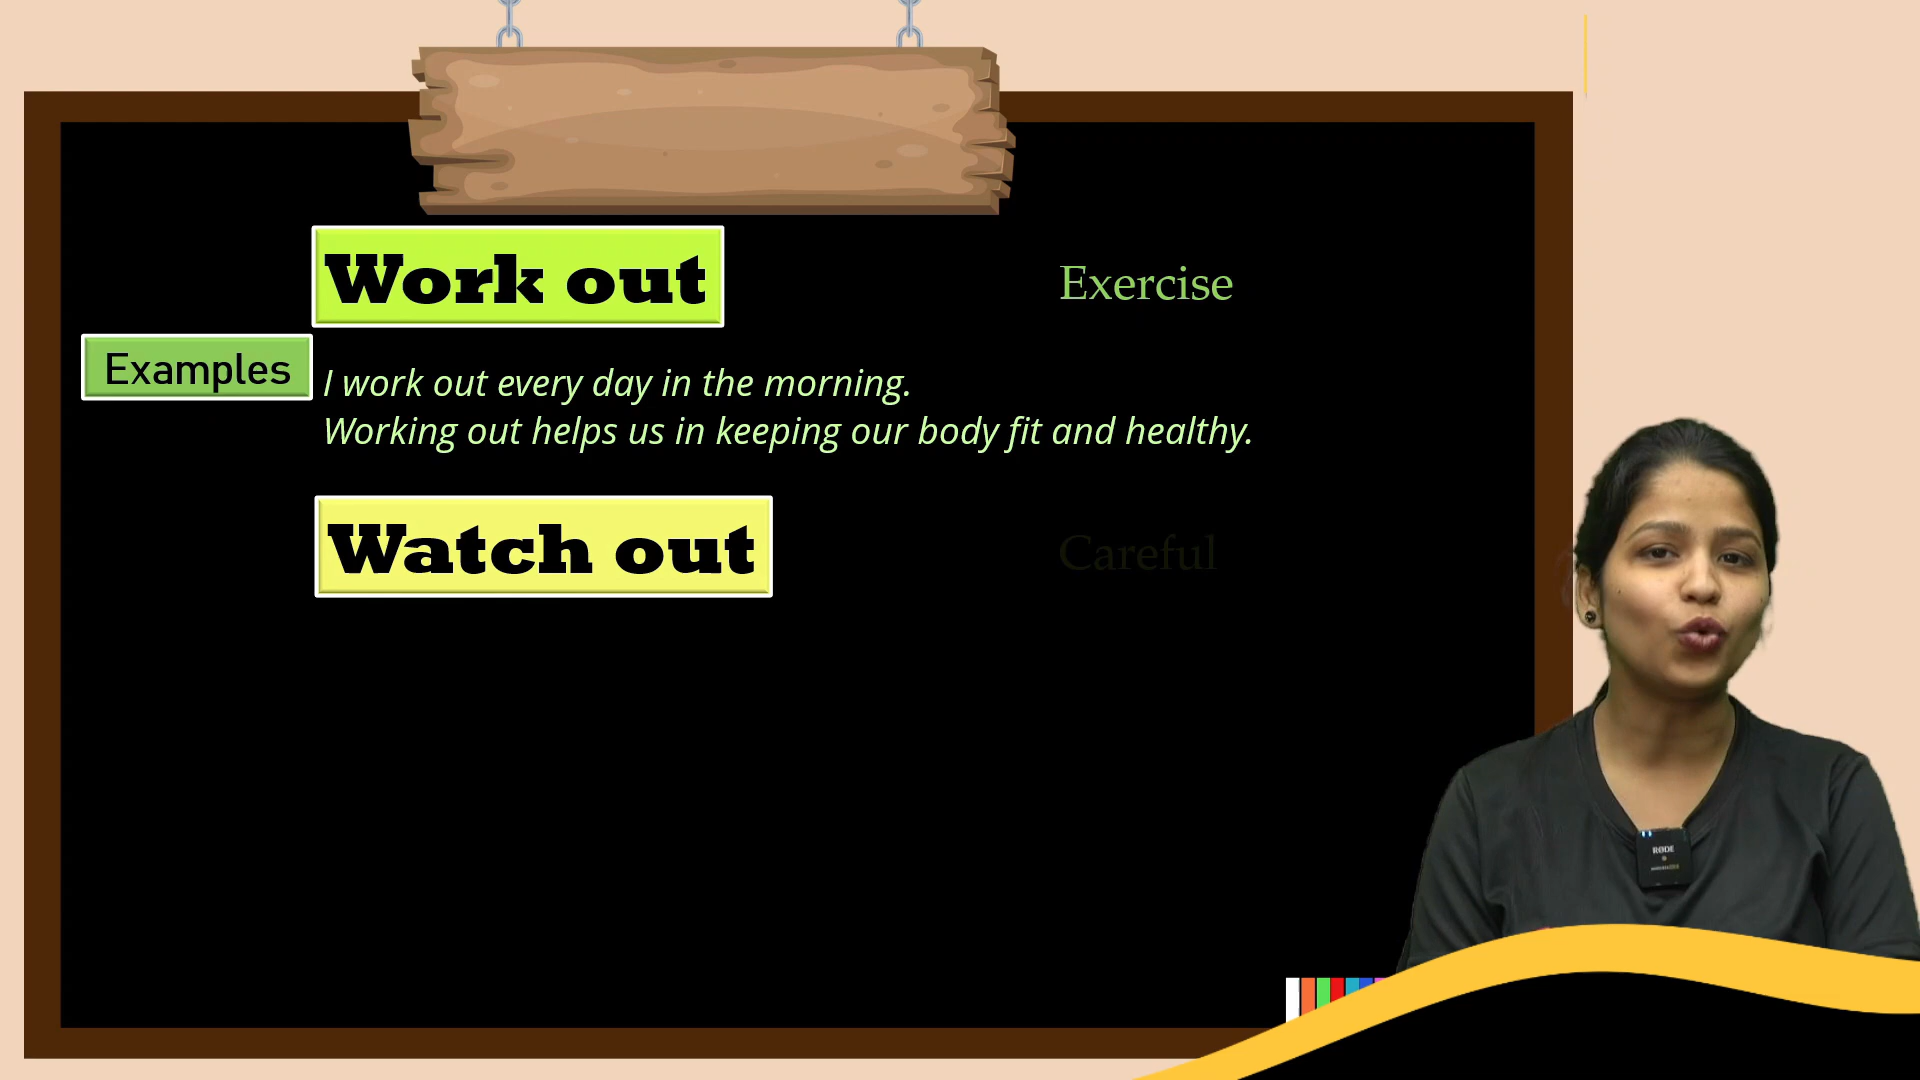 Work out
Exercise
Examples
I work out every day in the morning.
Working out helps us in keeping our body fit and healthy.
Watch out
Careful
RØDE